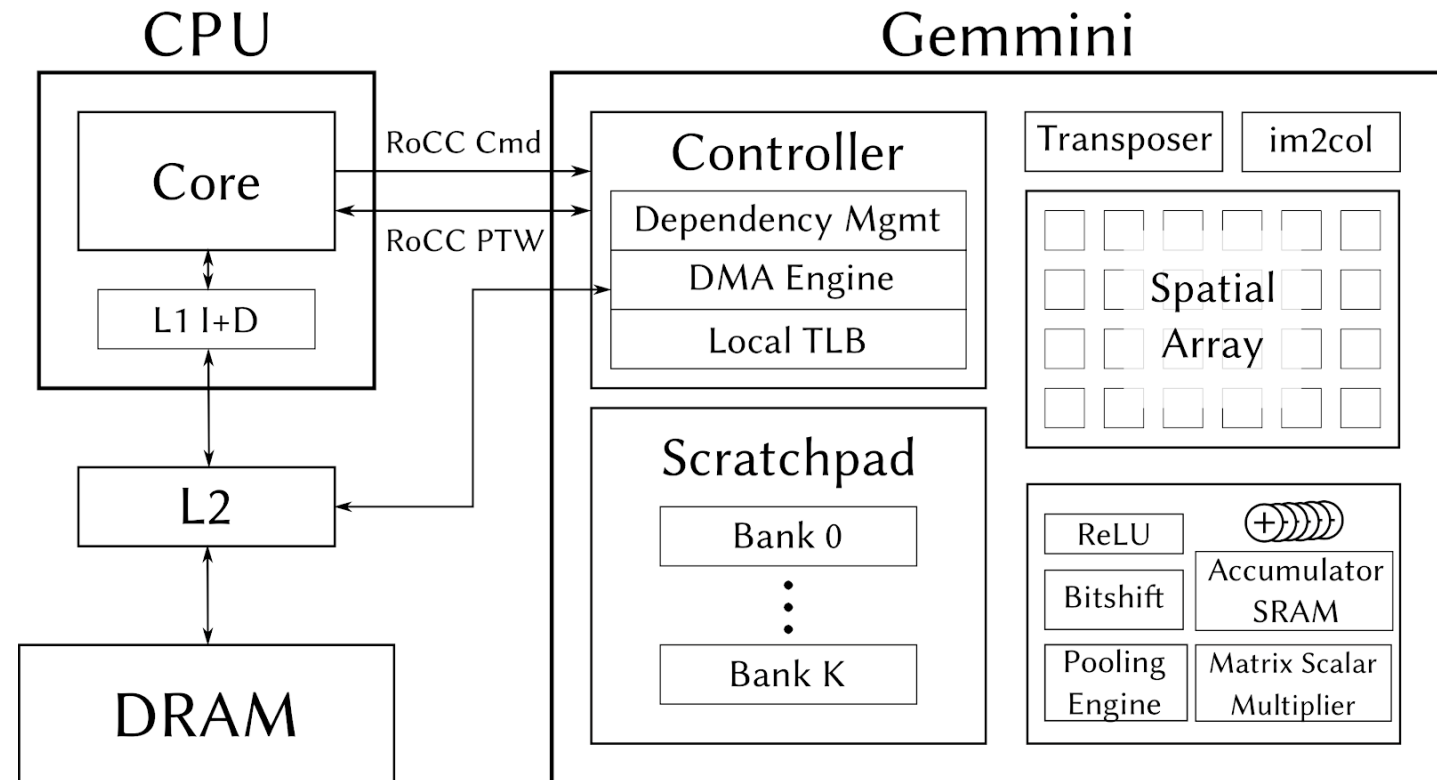 CPU
Gemmini
Core
L1 I+D
RoCC Cmd
RoCC PTW
L2
DRAM
Controller
Dependency Mgmt
DMA Engine
Local TLB
Scratchpad
Bank 0
Bank K
Transposer
im2col
Spatial
Array
ReLU
Bitshift
Pooling
Engine
+
Accumulator
SRAM
Matrix Scalar
Multiplier